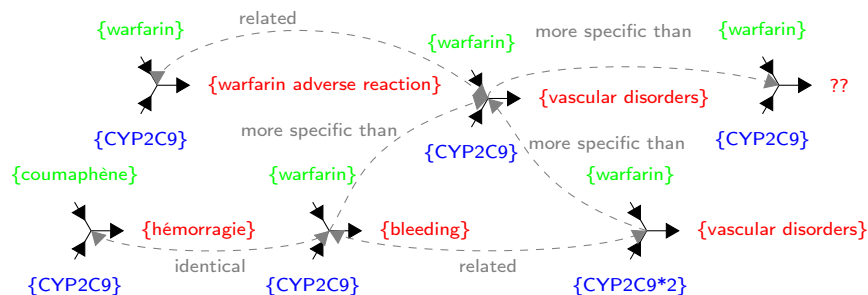 related
{warfarin}
{warfarin}
more specific than
{warfarin}
{warfarin adverse reaction}
{vascular disorders}
??
{CYP2C9}
more specific than
{CYP2C9}
more specific than
{CYP2C9}
{coumaphène}
{warfarin}
{warfarin}
{hémorragie}
{bleeding}
{vascular disorders}
identical
related
{CYP2C9}
{CYP2C9}
{CYP2C9*2}